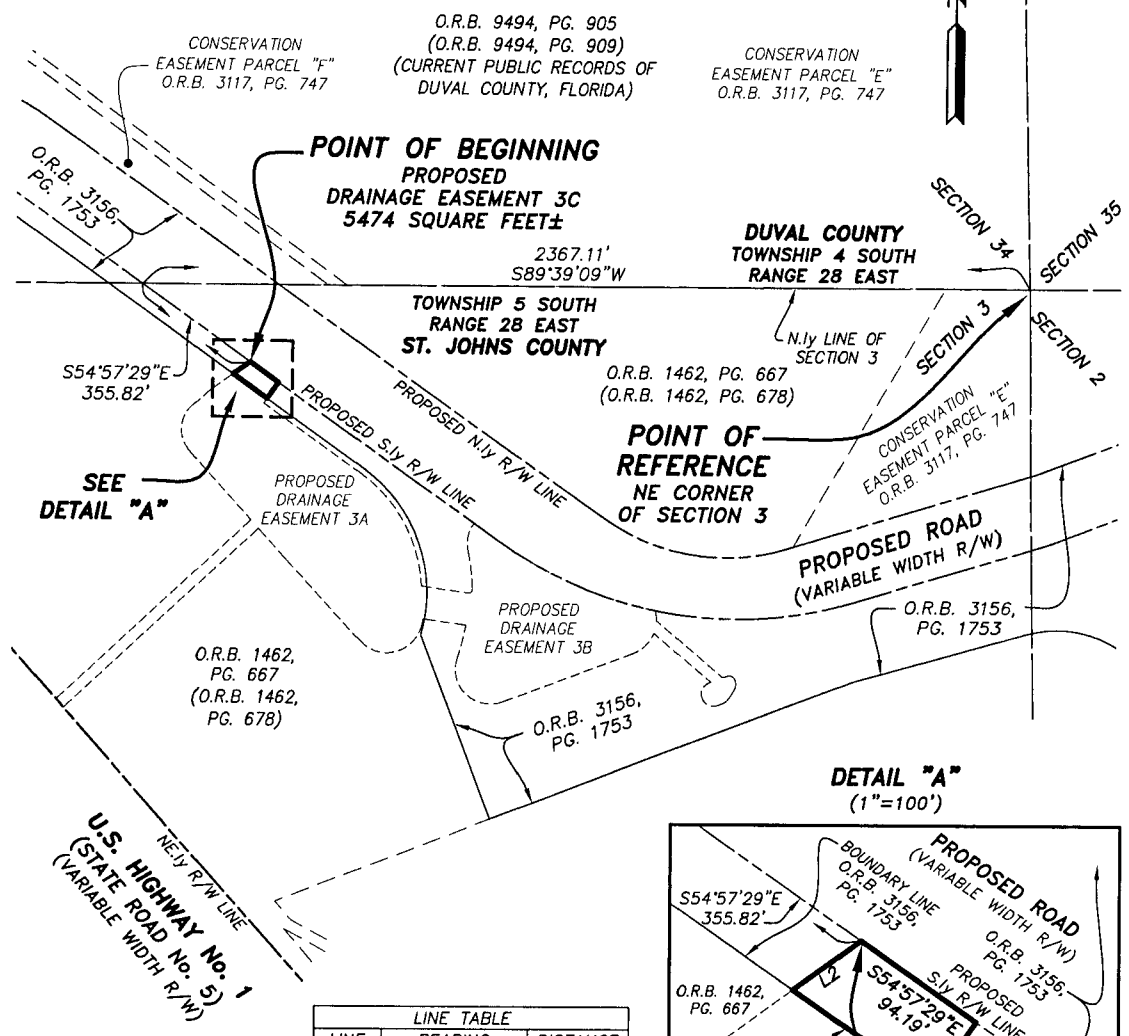 CONSERVATION
EASEMENT PARCEL "F"
O.R.B. 3117, PG. 747
O.R.B. 9494, PG. 905
(O.R.B. 9494, PG. 909)
(CURRENT PUBLIC RECORDS OF
DUVAL COUNTY, FLORIDA)
CONSERVATION
EASEMENT PARCEL "E"
O.R.B. 3117, PG. 747
O.R.B. 3156,
PG. 1753
POINT OF BEGINNING
PROPOSED
DRAINAGE EASEMENT 3C
5474 SQUARE FEET±
2367.11'
S89°39'09"W
DUVAL COUNTY
TOWNSHIP 4 SOUTH
RANGE 28 EAST
SECTION 34
SECTION 35
TOWNSHIP 5 SOUTH
RANGE 28 EAST
ST. JOHNS COUNTY
N.ly LINE OF
SECTION 3
SECTION 3
SECTION 2
S54°57'29"E
355.82'
O.R.B. 1462, PG. 667
(O.R.B. 1462, PG. 678)
PROPOSED S.ly R/W LINE
PROPOSED N.ly R/W LINE
CONSERVATION
EASEMENT PARCEL "E"
O.R.B. 3117, PG. 747
POINT OF
REFERENCE
NE CORNER
OF SECTION 3
SEE
DETAIL "A"
PROPOSED
DRAINAGE
EASEMENT 3A
PROPOSED ROAD
(VARIABLE WIDTH R/W)
PROPOSED
DRAINAGE
EASEMENT 3B
O.R.B. 3156,
PG. 1753
O.R.B. 1462,
PG. 667
(O.R.B. 1462,
PG. 678)
O.R.B. 3156,
PG. 1753
U.S. HIGHWAY No. 1
(STATE ROAD No. 5)
(VARIABLE WIDTH R/W)
NE.ly R/W LINE
DETAIL "A"
(1"=100')
BOUNDARY LINE
O.R.B. 3156,
PG. 1753
PROPOSED ROAD
(VARIABLE WIDTH R/W)
S54°57'29"E
355.82'
O.R.B. 3156,
PG. 1753
O.R.B. 1462,
PG. 667
L2
S54°57'29"E
94.19'
PROPOSED
S.ly R/W LINE
LINE TABLE
LINE BEARING DISTANCE